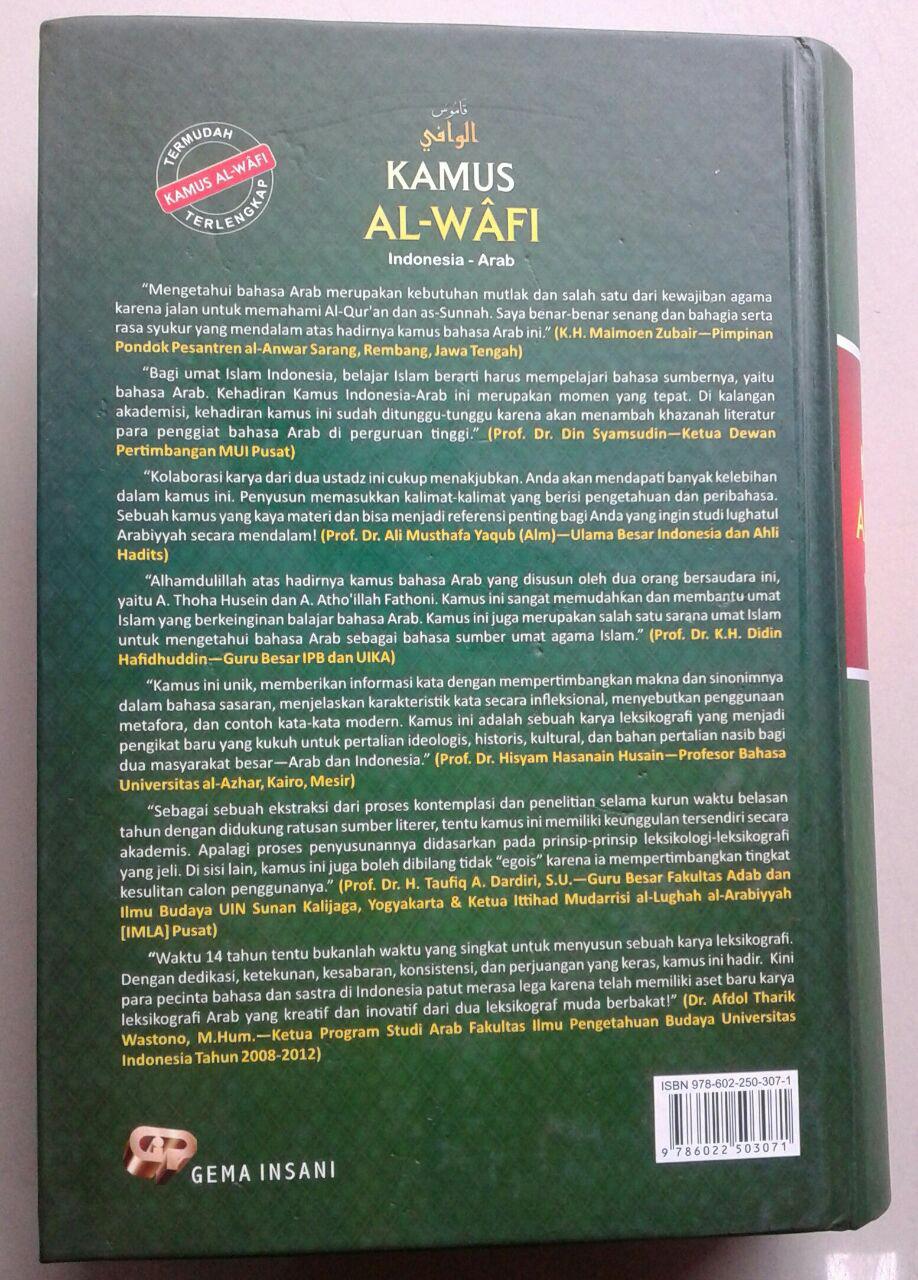 قاموس
الوافي
TERMUDAH
KAMUS AL-WÂFI
TERLENGKAP
KAMUS
AL-WÂFI
Indonesia - Arab
“Mengetahui bahasa Arab merupakan kebutuhan mutlak dan salah satu dari kewajiban agama
karena jalan untuk memahami Al-Qur'an dan as-Sunnah. Saya benar-benar senang dan bahagia serta
rasa syukur yang mendalam atas hadirnya kamus bahasa Arab ini.” (K.H. Maimoen Zubair—Pimpinan
Pondok Pesantren al-Anwar Sarang, Rembang, Jawa Tengah)
“Bagi umat Islam Indonesia, belajar Islam berarti harus mempelajari bahasa sumbernya, yaitu
bahasa Arab. Kehadiran Kamus Indonesia-Arab ini merupakan momen yang tepat. Di kalangan
akademisi, kehadiran kamus ini sudah ditunggu-tunggu karena akan menambah khazanah literatur
para penggiat bahasa Arab di perguruan tinggi.” (Prof. Dr. Din Syamsudin—Ketua Dewan
Pertimbangan MUI Pusat)
“Kolaborasi karya dari dua ustadz ini cukup menakjubkan. Anda akan mendapati banyak kelebihan
dalam kamus ini. Penyusun memasukkan kalimat-kalimat yang berisi pengetahuan dan peribahasa.
Sebuah kamus yang kaya materi dan bisa menjadi referensi penting bagi Anda yang ingin studi lughatul
Arabiyyah secara mendalam! (Prof. Dr. Ali Musthafa Yaqub (Alm)—Ulama Besar Indonesia dan Ahli
Hadits)
“Alhamdulillah atas hadirnya kamus bahasa Arab yang disusun oleh dua orang bersaudara ini,
yaitu A. Thoha Husein dan A. Atho'illah Fathoni. Kamus ini sangat memudahkan dan membantu umat
Islam yang berkeinginan balajar bahasa Arab. Kamus ini juga merupakan salah satu sarana umat Islam
untuk mengetahui bahasa Arab sebagai bahasa sumber umat agama Islam.” (Prof. Dr. K.H. Didin
Hafidhuddin—Guru Besar IPB dan UIKA)
“Kamus ini unik, memberikan informasi kata dengan mempertimbangkan makna dan sinonimnya
dalam bahasa sasaran, menjelaskan karakteristik kata secara infleksional, menyebutkan penggunaan
metafora, dan contoh kata-kata modern. Kamus ini adalah sebuah karya leksikografi yang menjadi
pengikat baru yang kukuh untuk pertalian ideologis, historis, kultural, dan bahan pertalian nasib bagi
dua masyarakat besar—Arab dan Indonesia.” (Prof. Dr. Hisyam Hasanain Husain—Profesor Bahasa
Universitas al-Azhar, Kairo, Mesir)
“Sebagai sebuah ekstraksi dari proses kontemplasi dan penelitian selama kurun waktu belasan
tahun dengan didukung ratusan sumber literer, tentu kamus ini memiliki keunggulan tersendiri secara
akademis. Apalagi proses penyusunannya didasarkan pada prinsip-prinsip leksikologi-leksikografi
yang jeli. Di sisi lain, kamus ini juga boleh dibilang tidak “egois” karena ia mempertimbangkan tingkat
kesulitan calon penggunanya.” (Prof. Dr. H. Taufiq A. Dardiri, S.U.—Guru Besar Fakultas Adab dan
Ilmu Budaya UIN Sunan Kalijaga, Yogyakarta & Ketua Ittihad Mudarrisi al-Lughah al-Arabiyyah
[IMLA] Pusat)
“Waktu 14 tahun tentu bukanlah waktu yang singkat untuk menyusun sebuah karya leksikografi.
Dengan dedikasi, ketekunan, kesabaran, konsistensi, dan perjuangan yang keras, kamus ini hadir. Kini
para pecinta bahasa dan sastra di Indonesia patut merasa lega karena telah memiliki aset baru karya
leksikografi Arab yang kreatif dan inovatif dari dua leksikograf muda berbakat!” (Dr. Afdol Tharik
Wastono, M.Hum.—Ketua Program Studi Arab Fakultas Ilmu Pengetahuan Budaya Universitas
Indonesia Tahun 2008-2012)
ISBN 978-602-250-307-1
9 786022 503071
GEMA INSANI